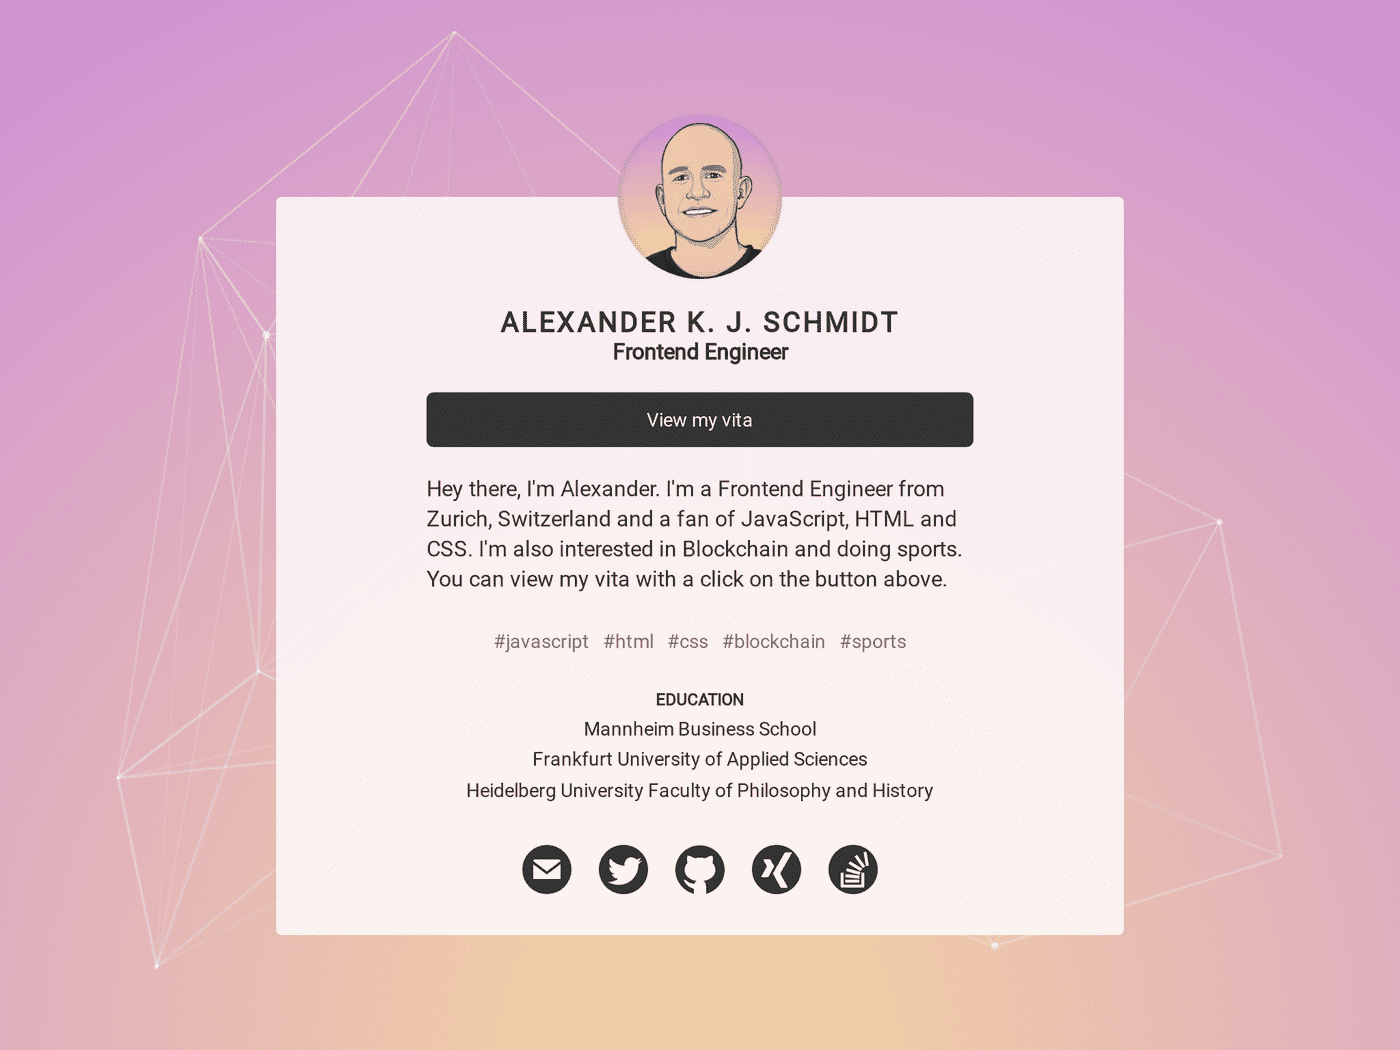 ALEXANDER K. J. SCHMIDT
Frontend Engineer
View my vita
Hey there, I'm Alexander. I'm a Frontend Engineer from
Zurich, Switzerland and a fan of JavaScript, HTML and
CSS. I'm also interested in Blockchain and doing sports.
You can view my vita with a click on the button above.
#javascript #html #css #blockchain #sports
EDUCATION
Mannheim Business School
Frankfurt University of Applied Sciences
Heidelberg University Faculty of Philosophy and History